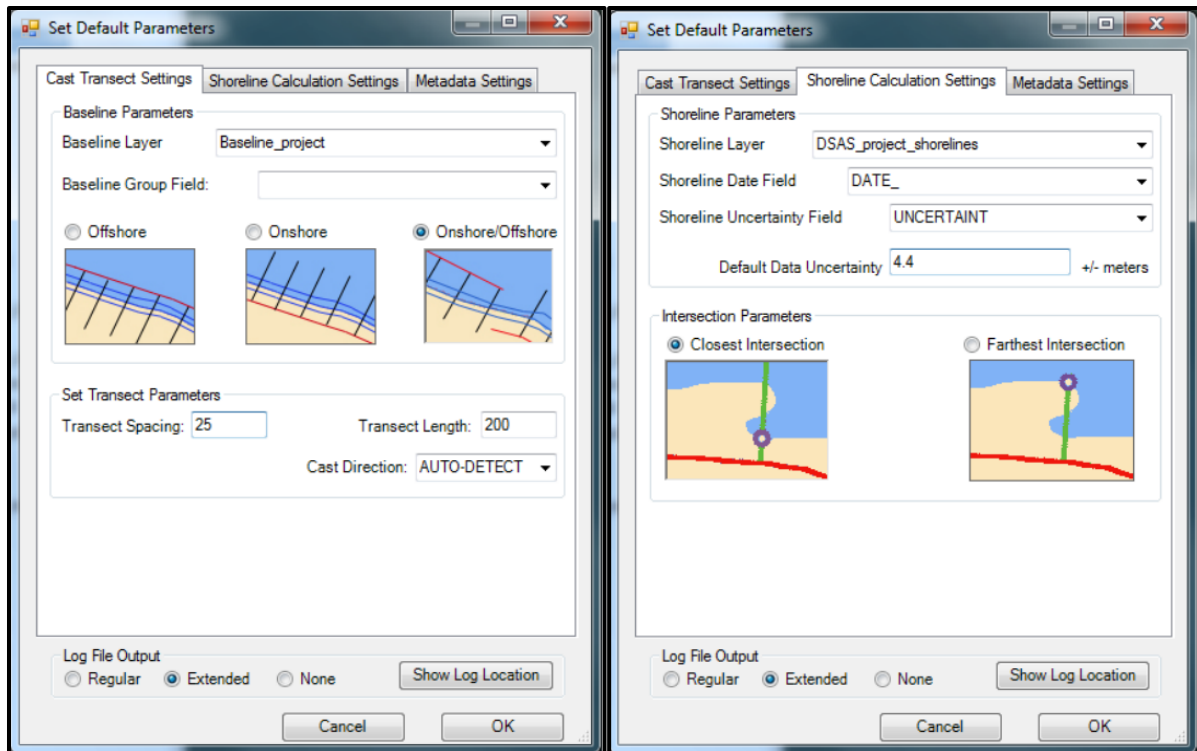 Set Default Parameters
Cast Transect Settings Shoreline Calculation Settings Metadata Settings
Baseline Parameters
Baseline Layer Baseline_project
Baseline Group Field:
Offshore Onshore Onshore/Offshore
Set Transect Parameters
Transect Spacing: 25 Transect Length: 200
Cast Direction: AUTO-DETECT
Log File Output
Regular Extended None Show Log Location
Cancel OK
Set Default Parameters
Cast Transect Settings Shoreline Calculation Settings Metadata Settings
Shoreline Parameters
Shoreline Layer DSAS_project_shorelines
Shoreline Date Field DATE_
Shoreline Uncertainty Field UNCERTAINT
Default Data Uncertainty 4.4 +/- meters
Intersection Parameters
Closest Intersection Farthest Intersection
Log File Output
Regular Extended None Show Log Location
Cancel OK